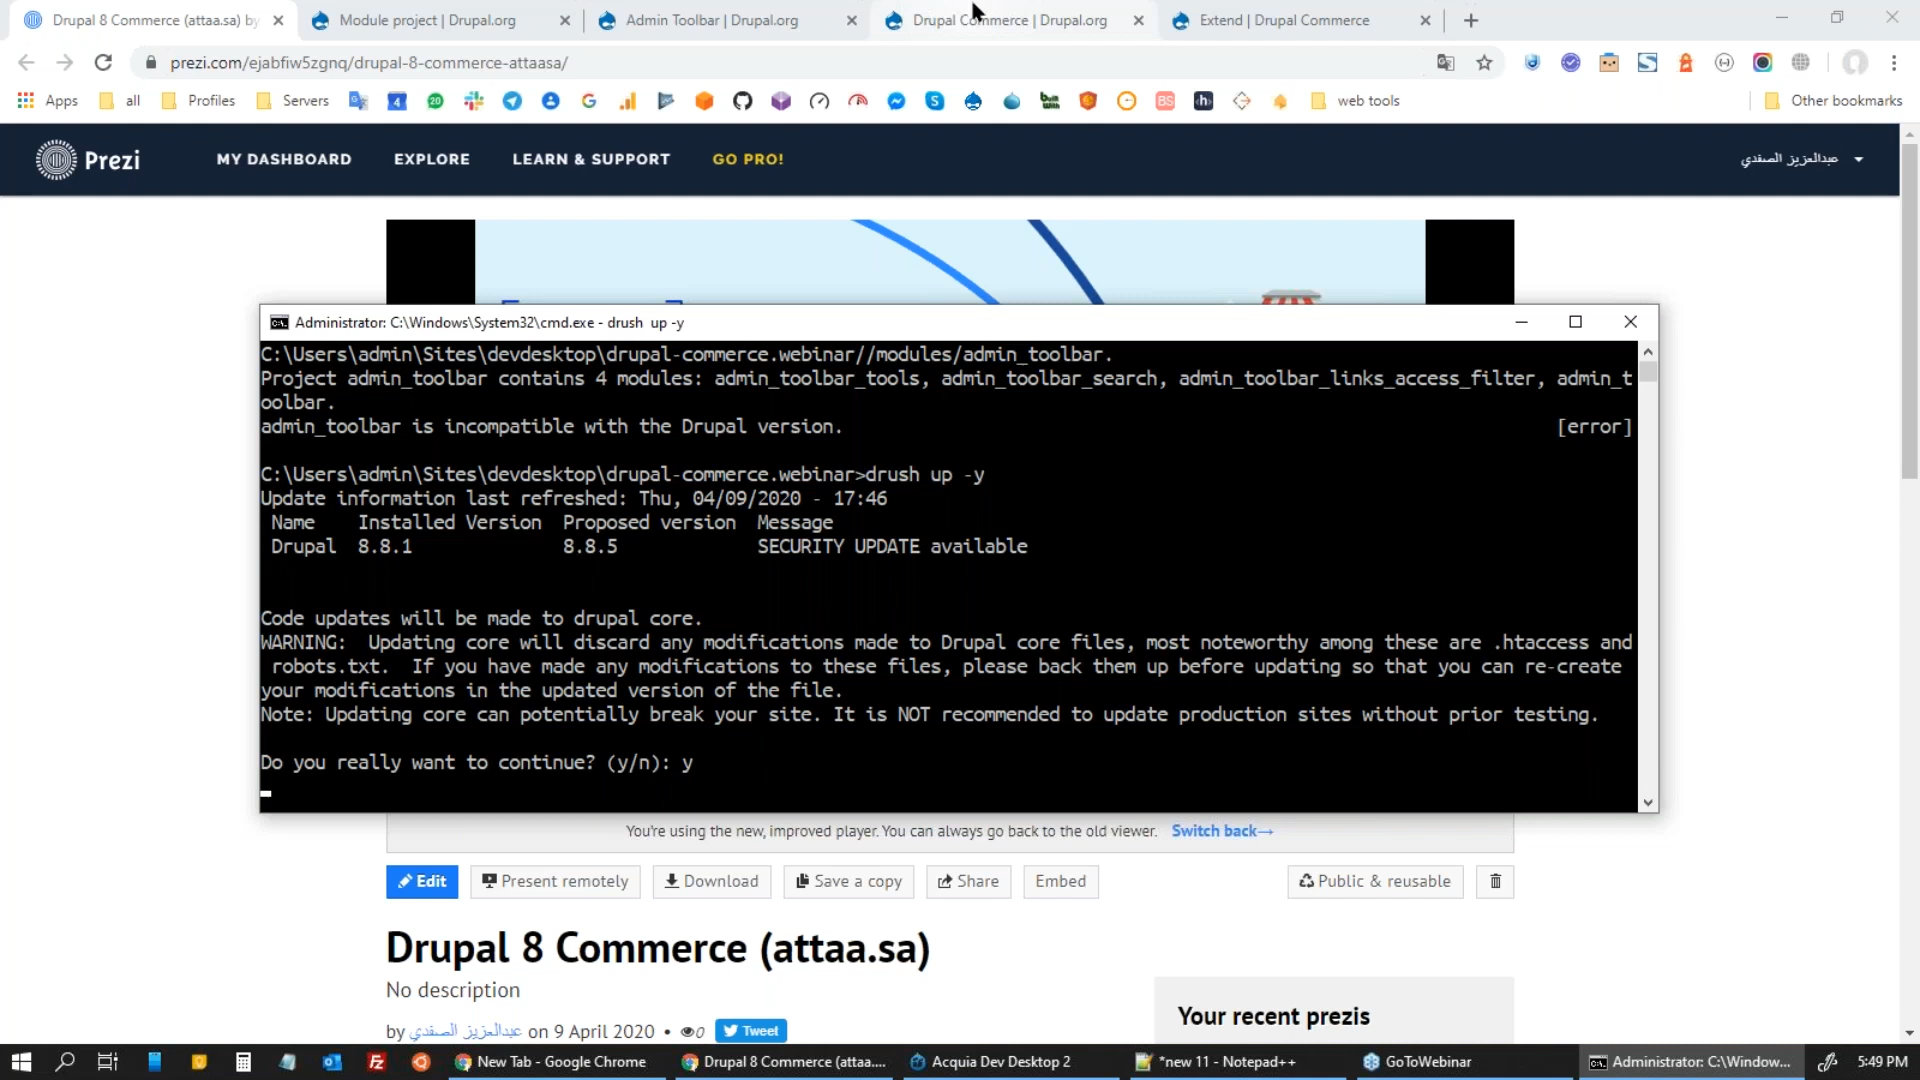 Drupal 8 Commerce (attaa.sa) by
Module project | Drupal.org
Admin Toolbar | Drupal.org
Drupal Commerce | Drupal.org
Extend | Drupal Commerce
prezi.com/ejabfiw5zgnq/drupal-8-commerce-attaasa/
Apps all Profiles Servers web tools Other bookmarks
Prezi MY DASHBOARD EXPLORE LEARN & SUPPORT GO PRO! عبدالعزيز الصفدي
Administrator: C:\Windows\System32\cmd.exe - drush up -y
C:\Users\admin\Sites\devdesktop\drupal-commerce.webinar//modules/admin_toolbar.
Project admin_toolbar contains 4 modules: admin_toolbar_tools, admin_toolbar_search, admin_toolbar_links_access_filter, admin_t
oolbar.
admin_toolbar is incompatible with the Drupal version. [error]
C:\Users\admin\Sites\devdesktop\drupal-commerce.webinar>drush up -y
Update information last refreshed: Thu, 04/09/2020 - 17:46
Name Installed Version Proposed version Message
Drupal 8.8.1 8.8.5 SECURITY UPDATE available
Code updates will be made to drupal core.
WARNING: Updating core will discard any modifications made to Drupal core files, most noteworthy among these are .htaccess and
robots.txt. If you have made any modifications to these files, please back them up before updating so that you can re-create
your modifications in the updated version of the file.
Note: Updating core can potentially break your site. It is NOT recommended to update production sites without prior testing.
Do you really want to continue? (y/n): y
You're using the new, improved player. You can always go back to the old viewer. Switch back→
Edit Present remotely Download Save a copy Share Embed Public & reusable
Drupal 8 Commerce (attaa.sa)
No description
Your recent prezis
by عبدالعزيز الصفدي on 9 April 2020 • 0 Tweet
New Tab - Google Chrome Drupal 8 Commerce (attaa.... Acquia Dev Desktop 2 *new 11 - Notepad++ GoToWebinar Administrator: C:\Window... 5:49 PM